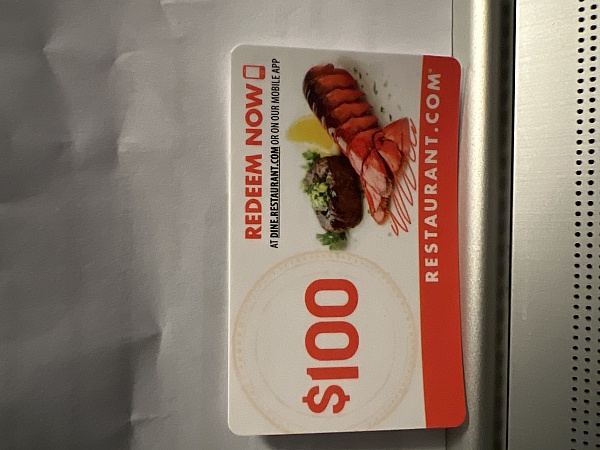 REDEEM NOW
AT DINE.RESTAURANT.COM OR ON OUR MOBILE APP
$100
RESTAURANT.COM®